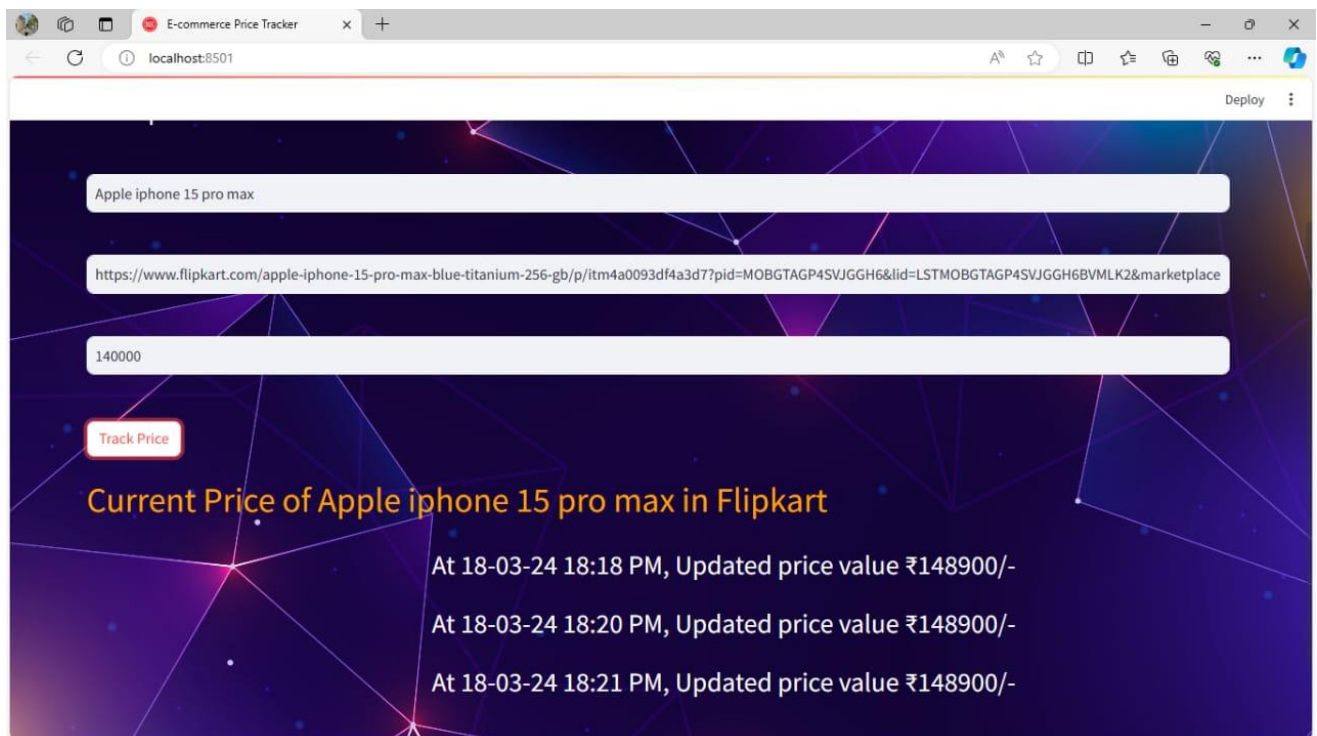 E-commerce Price Tracker
localhost:8501
Deploy
Apple iphone 15 pro max
https://www.flipkart.com/apple-iphone-15-pro-max-blue-titanium-256-gb/p/itm4a0093df4a3d7?pid=MOBGTAGP4SVJGGH6&lid=LSTMOBGTAGP4SVJGGH6BVMLK2&marketplace
140000
Track Price
Current Price of Apple iphone 15 pro max in Flipkart
At 18-03-24 18:18 PM, Updated price value ₹148900/-
At 18-03-24 18:20 PM, Updated price value ₹148900/-
At 18-03-24 18:21 PM, Updated price value ₹148900/-